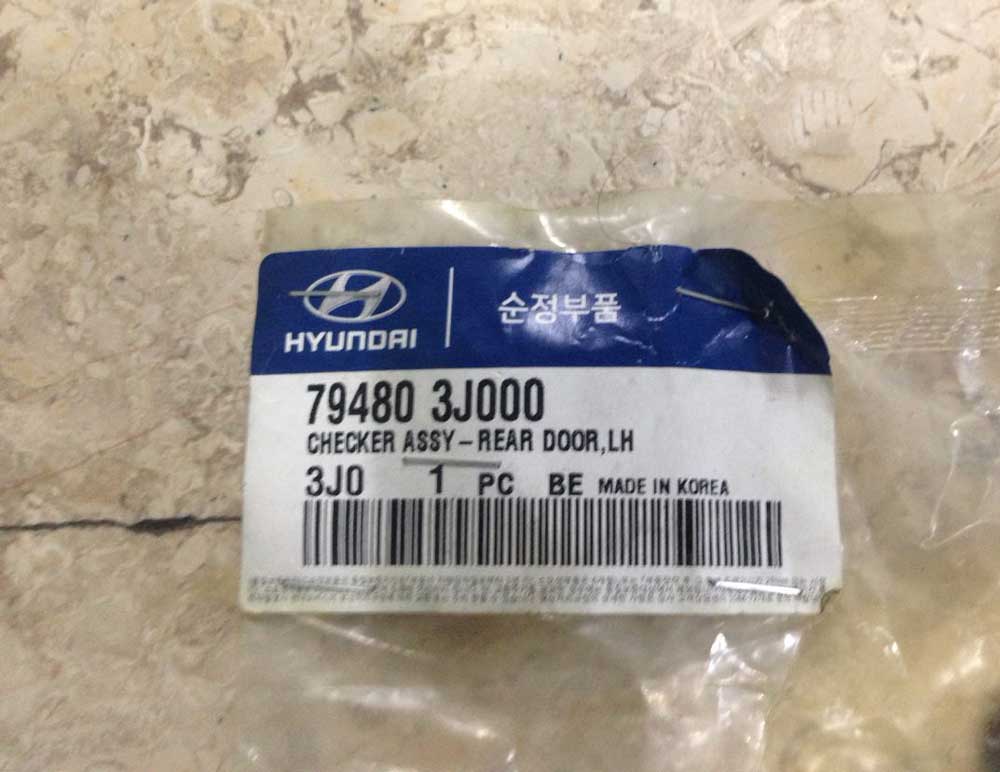 HYUNDAI
순정부품
79480 3J000
CHECKER ASSY-REAR DOOR,LH
3J0 1 PC BE MADE IN KOREA